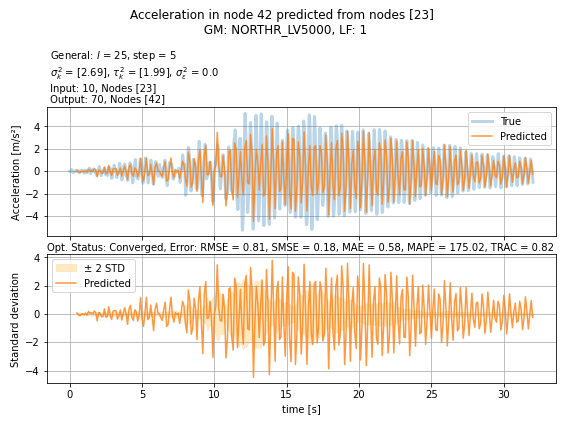 Acceleration in node 42 predicted from nodes [23]
GM: NORTHR_LV5000, LF: 1
General: l = 25, step = 5
σ²ₖ = [2.69], τ²ₖ = [1.99], σ²ε = 0.0
Input: 10, Nodes [23]
Output: 70, Nodes [42]
Acceleration [m/s²]
4
2
0
−2
−4
True
Predicted
Opt. Status: Converged, Error: RMSE = 0.81, SMSE = 0.18, MAE = 0.58, MAPE = 175.02, TRAC = 0.82
Standard deviation
4
2
0
−2
−4
± 2 STD
Predicted
0 5 10 15 20 25 30
time [s]